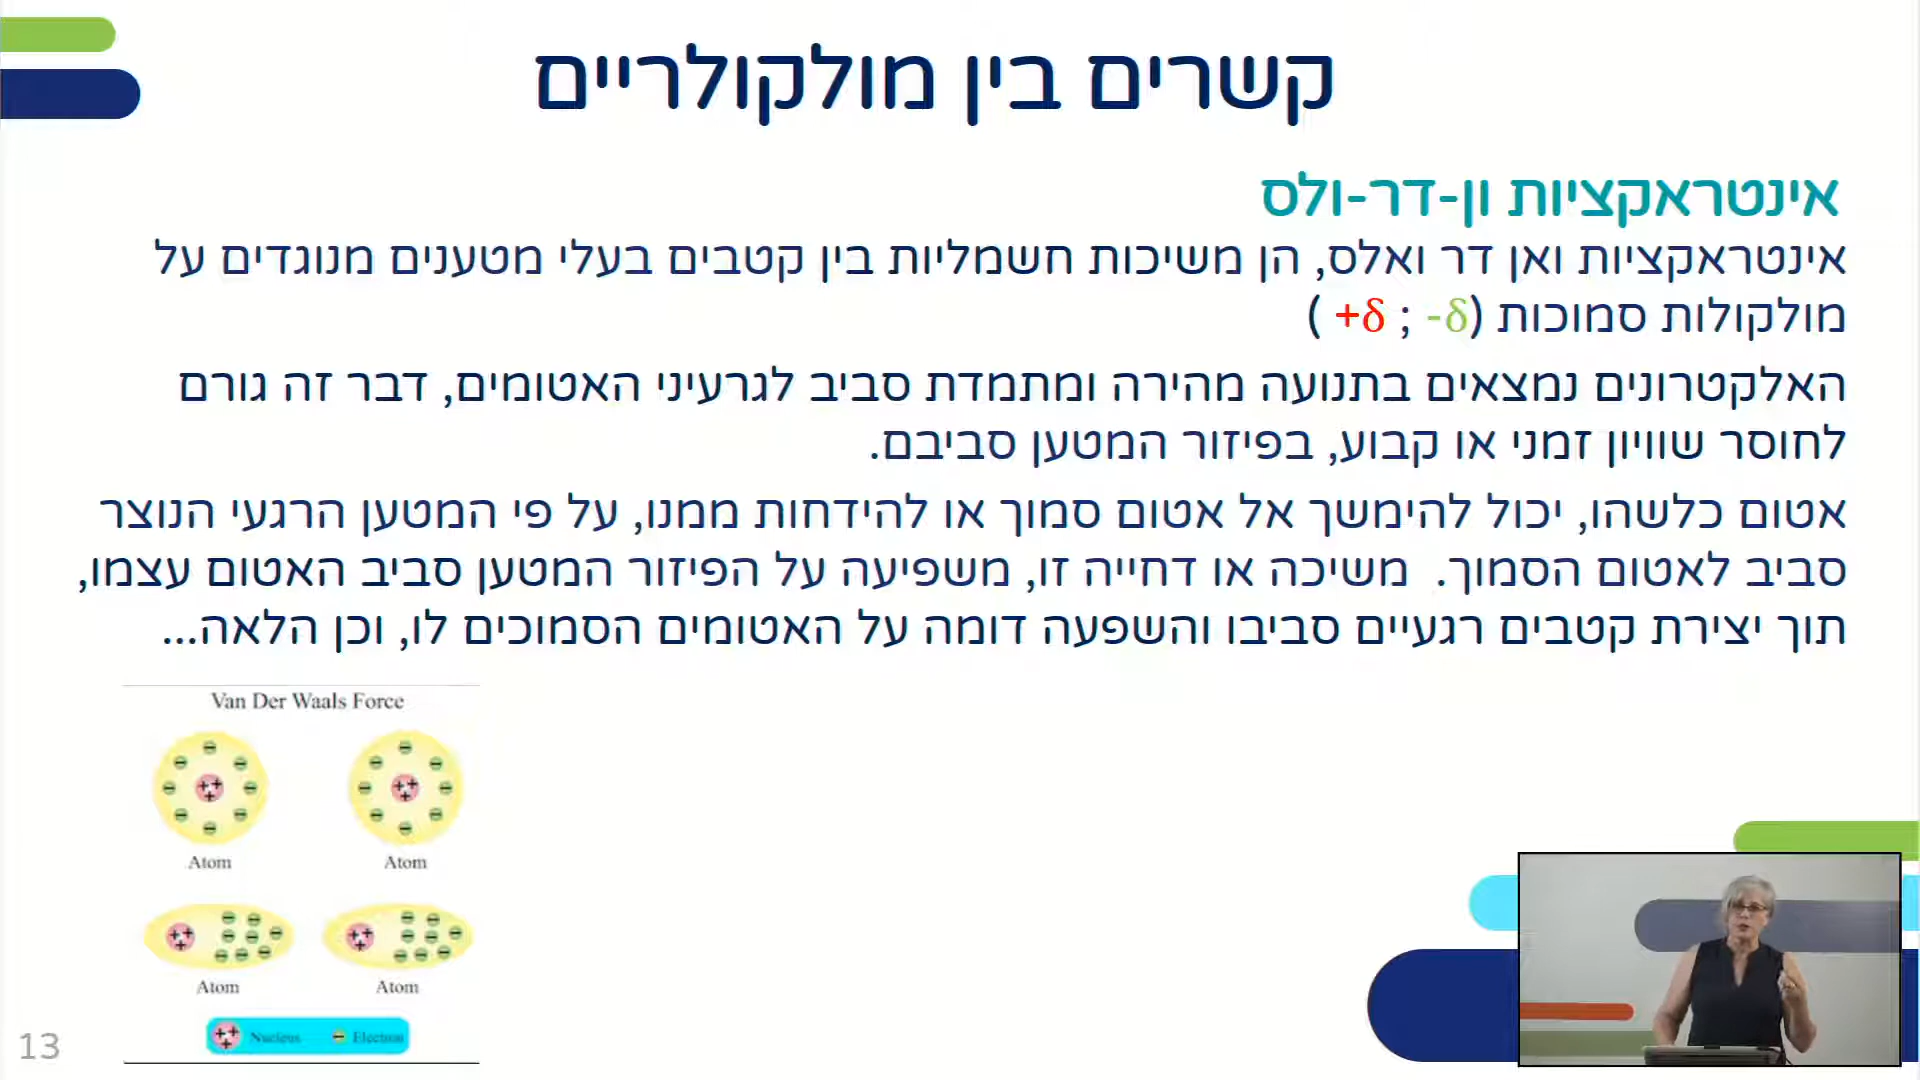 קשרים בין מולקולריים
אינטראקציות ון-דר-ולס
אינטראקציות ואן דר ואלס, הן משיכות חשמליות בין קטבים בעלי מטענים מנוגדים על
מולקולות סמוכות (δ- ; δ+ )
האלקטרונים נמצאים בתנועה מהירה ומתמדת סביב לגרעיני האטומים, דבר זה גורם
לחוסר שוויון זמני או קבוע, בפיזור המטען סביבם.
אטום כלשהו, יכול להימשך אל אטום סמוך או להידחות ממנו, על פי המטען הרגעי הנוצר
סביב לאטום הסמוך. משיכה או דחייה זו, משפיעה על הפיזור המטען סביב האטום עצמו,
תוך יצירת קטבים רגעיים סביבו והשפעה דומה על האטומים הסמוכים לו, וכן הלאה...
Van Der Waals Force
Atom Atom
Atom Atom
Nucleus Electron
13